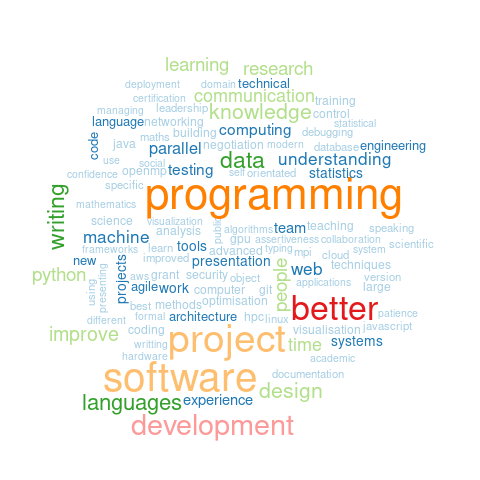 learning
research
deployment domain technical
communication training
certification
managing leadership knowledge control
language networking computing statistical
code maths building debugging
java parallel negotiation modern database engineering
use social data understanding
confidence openmp testing self orientated statistics
specific programming
writing mathematics
science visualization public algorithms team teaching speaking
machine analysis gpu assertiveness collaboration scientific
frameworks learn tools advanced typing mpi cloud system
new improved presentation web techniques
python projects presenting aws grant security object people applications version
using agile work computer git large
different best methods optimisation better patience
formal architecture hpc linux visualisation javascript
improve coding project time systems
writting
hardware academic
software documentation
languages experience design
development